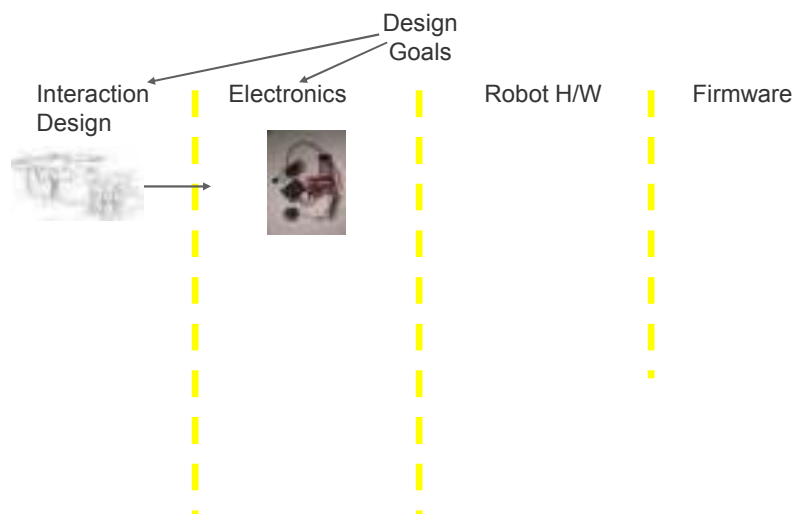 Design
Goals
Interaction
Design
Electronics
Robot H/W
Firmware